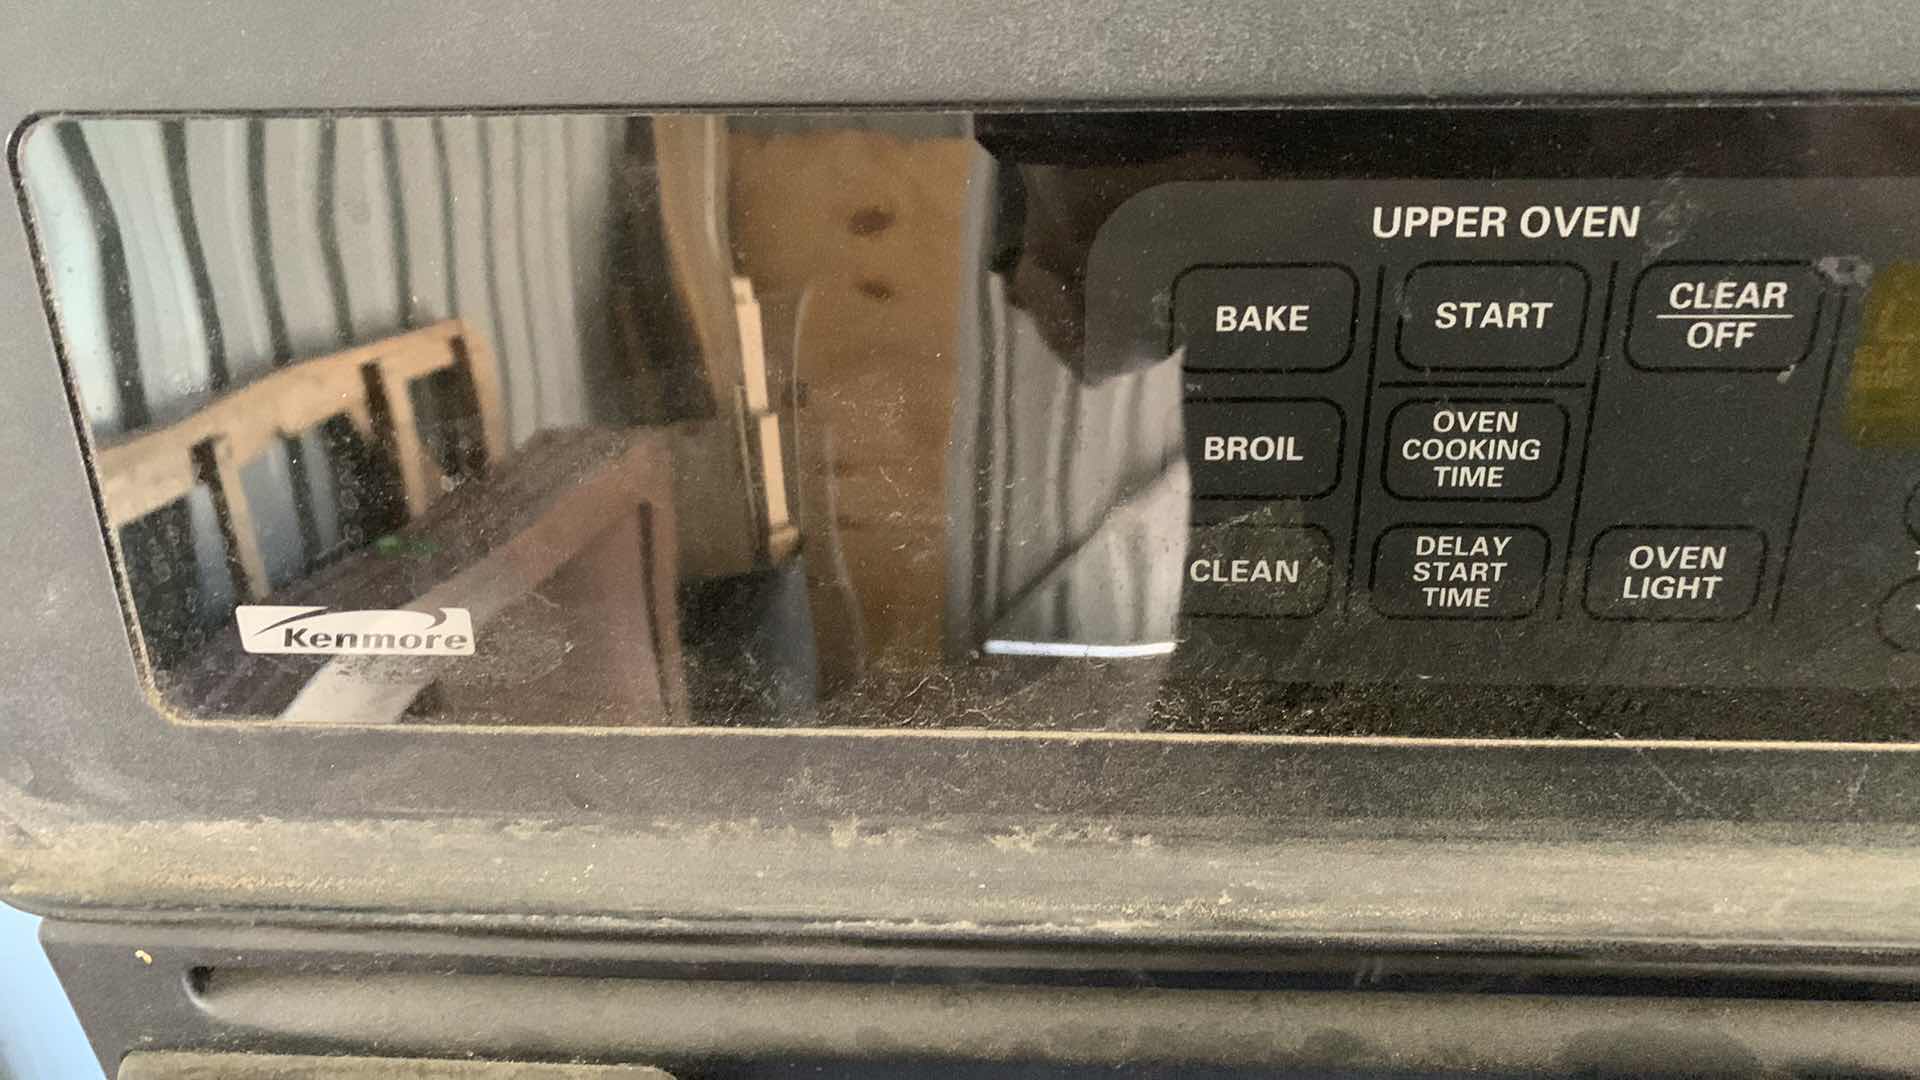 UPPER OVEN
BAKE
START
CLEAR
OFF
BROIL
OVEN
COOKING
TIME
CLEAN
DELAY
START
TIME
OVEN
LIGHT
Kenmore